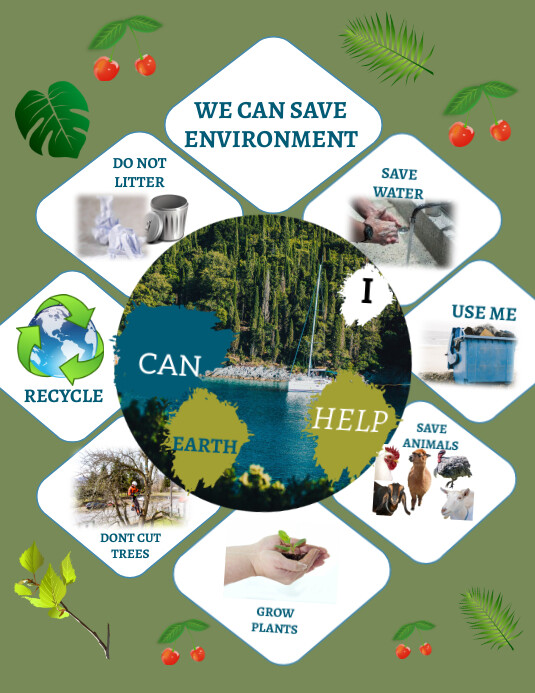 WE CAN SAVE
ENVIRONMENT
DO NOT
LITTER
SAVE
WATER
I
USE ME
CAN
RECYCLE
HELP
EARTH
SAVE
ANIMALS
DONT CUT
TREES
GROW
PLANTS